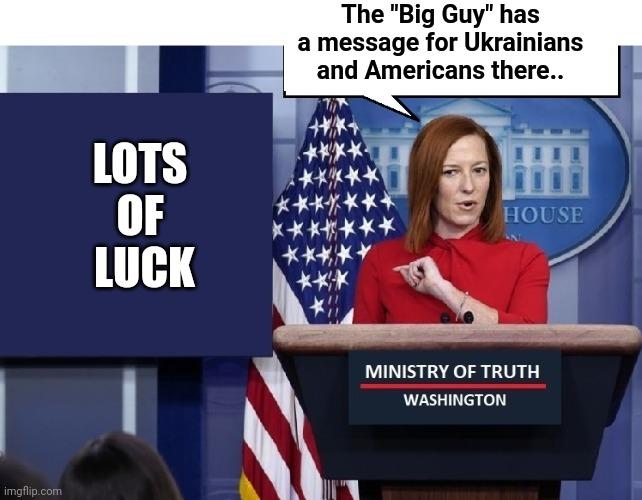 The "Big Guy" has
a message for Ukrainians
and Americans there..
LOTS
OF
LUCK
HOUSE
MINISTRY OF TRUTH
WASHINGTON
imgflip.com